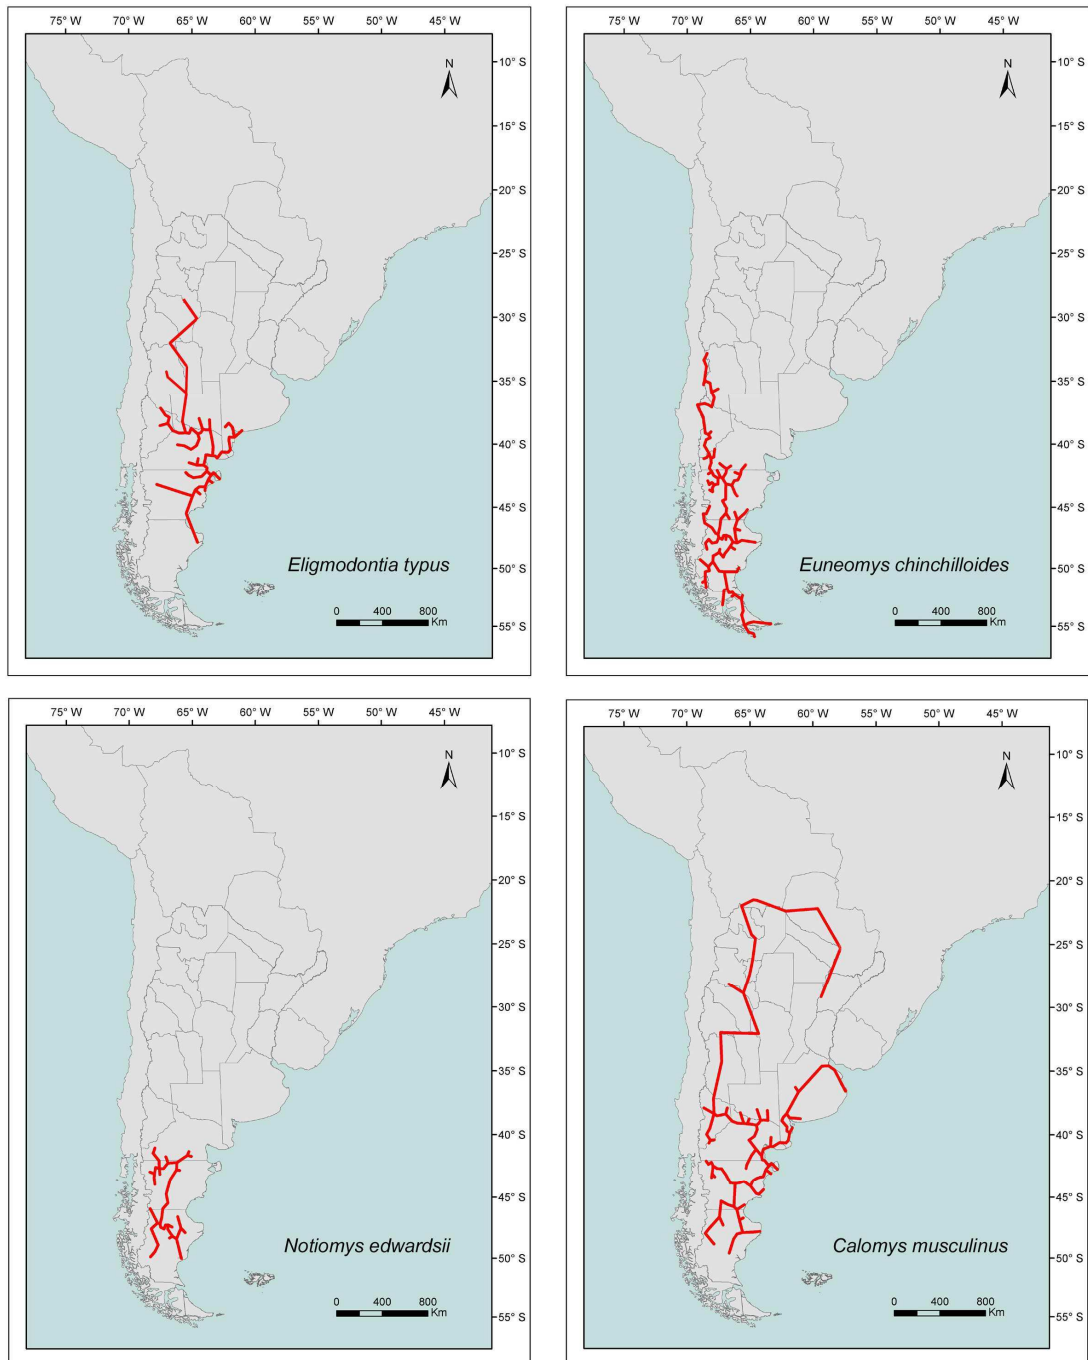 75° W 70° W 65° W 60° W 55° W 50° W 45° W
N
10° S
15° S
20° S
25° S
30° S
35° S
40° S
45° S
50° S
55° S
Eligmodontia typus
0 400 800
Km
75° W 70° W 65° W 60° W 55° W 50° W 45° W
N
10° S
15° S
20° S
25° S
30° S
35° S
40° S
45° S
50° S
55° S
Euneomys chinchilloides
0 400 800
Km
75° W 70° W 65° W 60° W 55° W 50° W 45° W
N
10° S
15° S
20° S
25° S
30° S
35° S
40° S
45° S
50° S
55° S
Notiomys edwardsii
0 400 800
Km
75° W 70° W 65° W 60° W 55° W 50° W 45° W
N
10° S
15° S
20° S
25° S
30° S
35° S
40° S
45° S
50° S
55° S
Calomys musculinus
0 400 800
Km